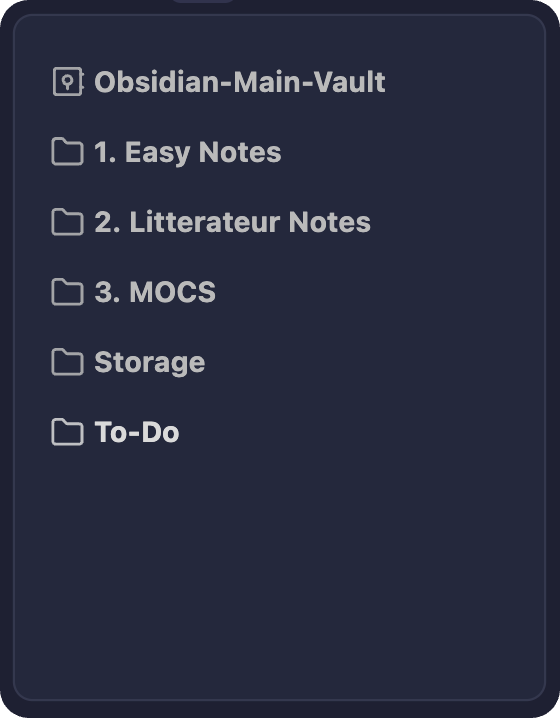 Obsidian-Main-Vault
1. Easy Notes
2. Litterateur Notes
3. MOCS
Storage
To-Do